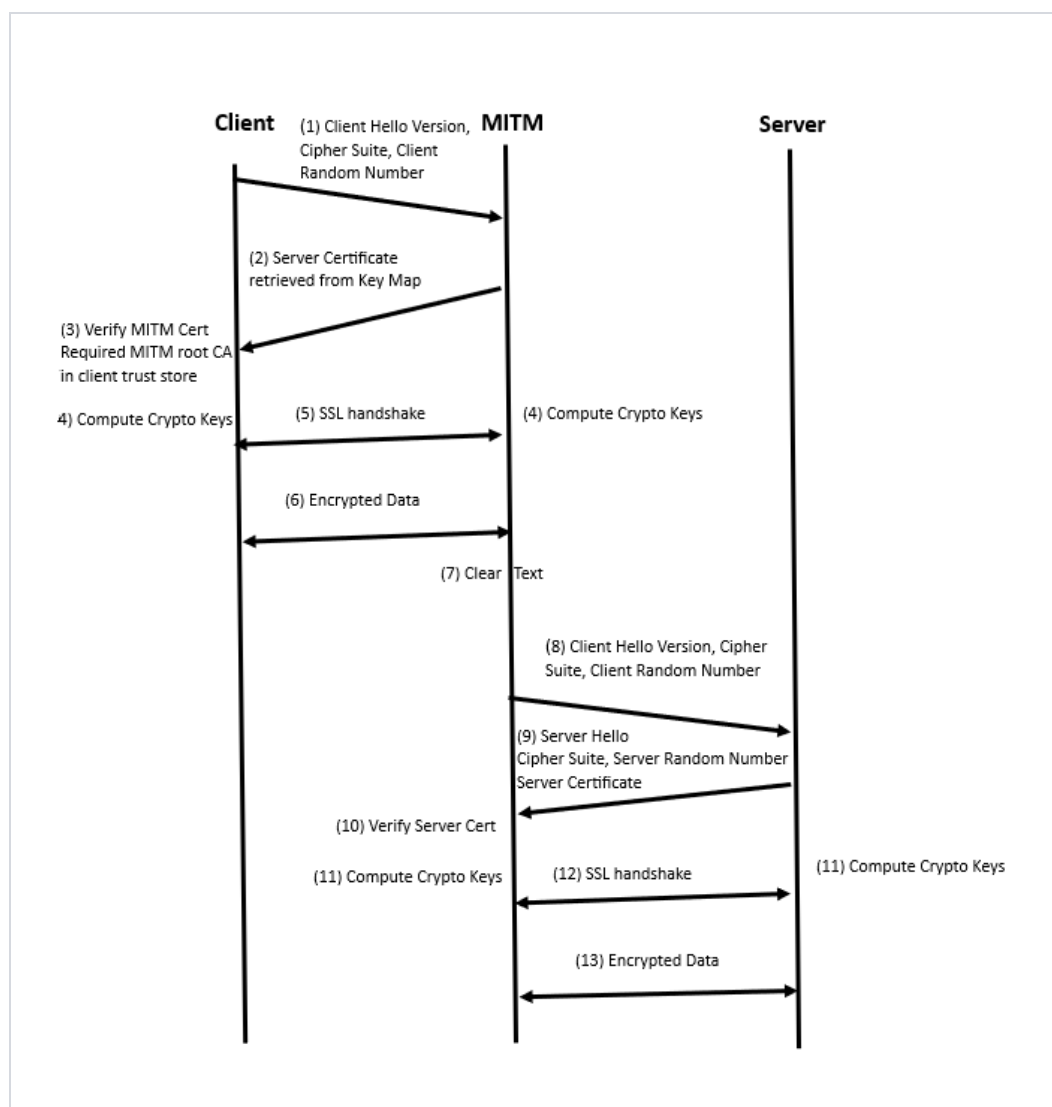 Client
MITM
Server
(1) Client Hello Version,
Cipher Suite, Client
Random Number
(2) Server Certificate
retrieved from Key Map
(3) Verify MITM Cert
Required MITM root CA
in client trust store
4) Compute Crypto Keys
(5) SSL handshake
(4) Compute Crypto Keys
(6) Encrypted Data
(7) Clear Text
(8) Client Hello Version, Cipher
Suite, Client Random Number
(9) Server Hello
Cipher Suite, Server Random Number
Server Certificate
(10) Verify Server Cert
(11) Compute Crypto Keys
(12) SSL handshake
(11) Compute Crypto Keys
(13) Encrypted Data